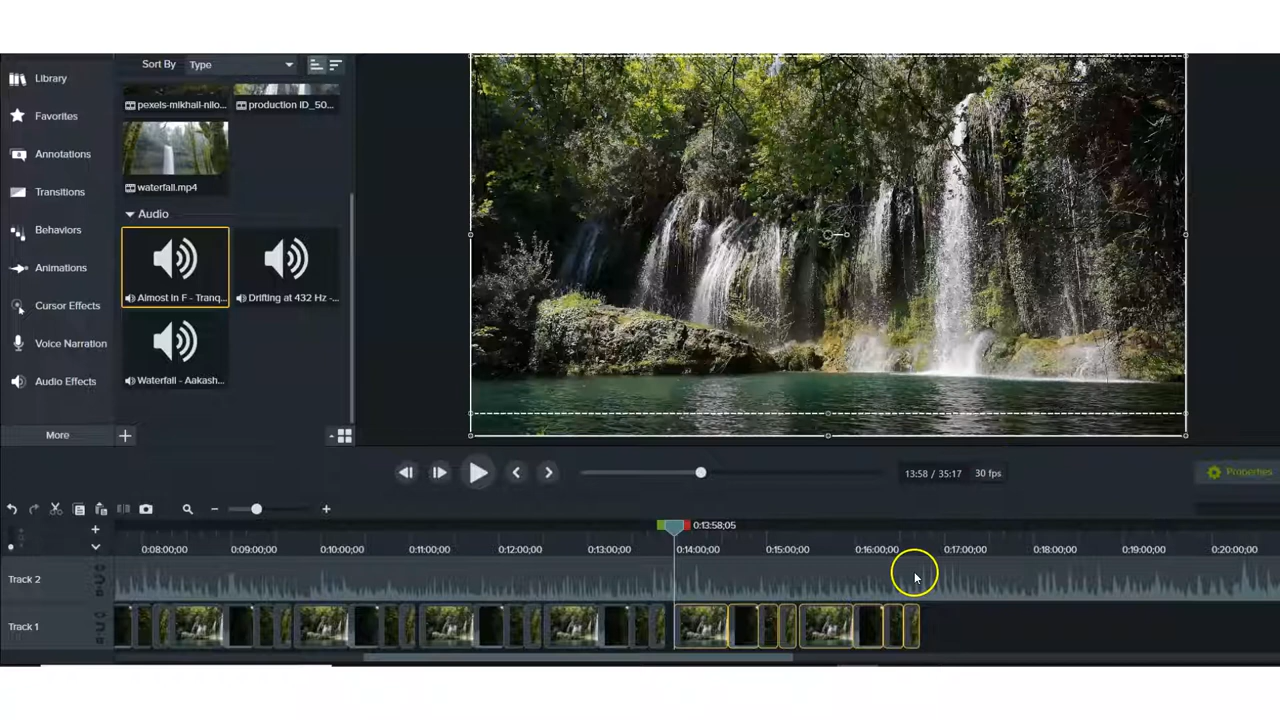 Library
Sort By Type
Favorites
pexels-mikhail-nilo... production ID_50...
Annotations
waterfall.mp4
Transitions
Audio
Behaviors
Animations
Almost In F - Tranq... Drifting at 432 Hz -...
Cursor Effects
Voice Narration
Waterfall - Aakash...
Audio Effects
More
13:58 / 35:17 30 fps
Properties
0:13:58;05
0:08:00;00 0:09:00;00 0:10:00;00 0:11:00;00 0:12:00;00 0:13:00;00 0:14:00;00 0:15:00;00 0:16:00;00 0:17:00;00 0:18:00;00 0:19:00;00 0:20:00;00
Track 2
Track 1